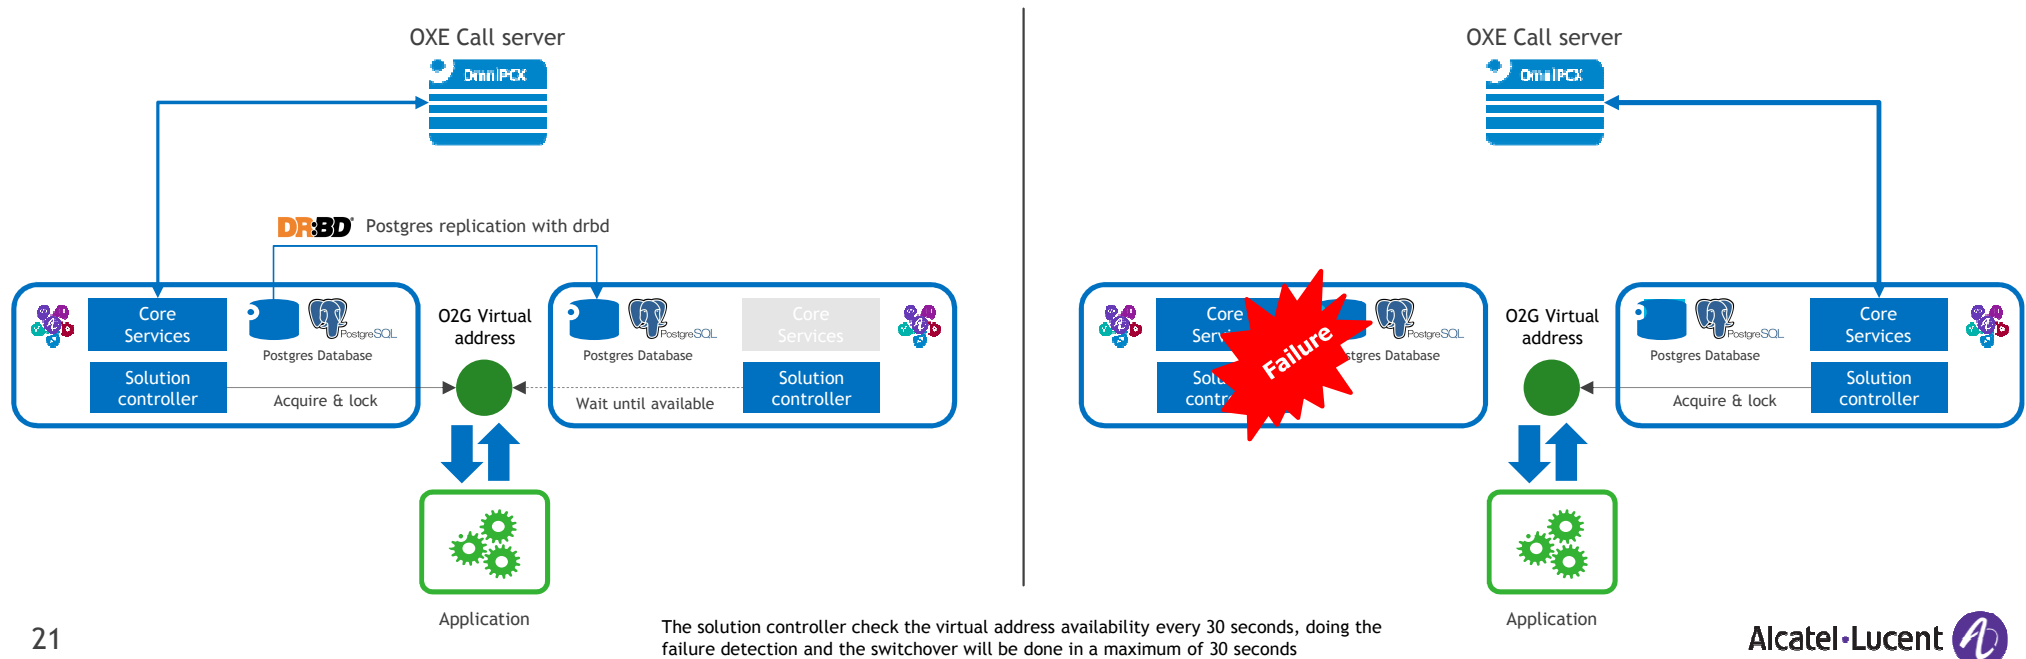 OXE Call server
OmniPCX
DR:BD Postgres replication with drbd
Core
Services
PostgreSQL
Postgres Database
Solution
controller
Acquire & lock
O2G Virtual
address
PostgreSQL
Postgres Database
Core
Services
Wait until available
Solution
controller
Application
OXE Call server
OmniPCX
Core
Failure
PostgreSQL
Database
O2G Virtual
address
PostgreSQL
Postgres Database
Core
Services
Acquire & lock
Solution
controller
Application
The solution controller check the virtual address availability every 30 seconds, doing the
failure detection and the switchover will be done in a maximum of 30 seconds
21
Alcatel·Lucent